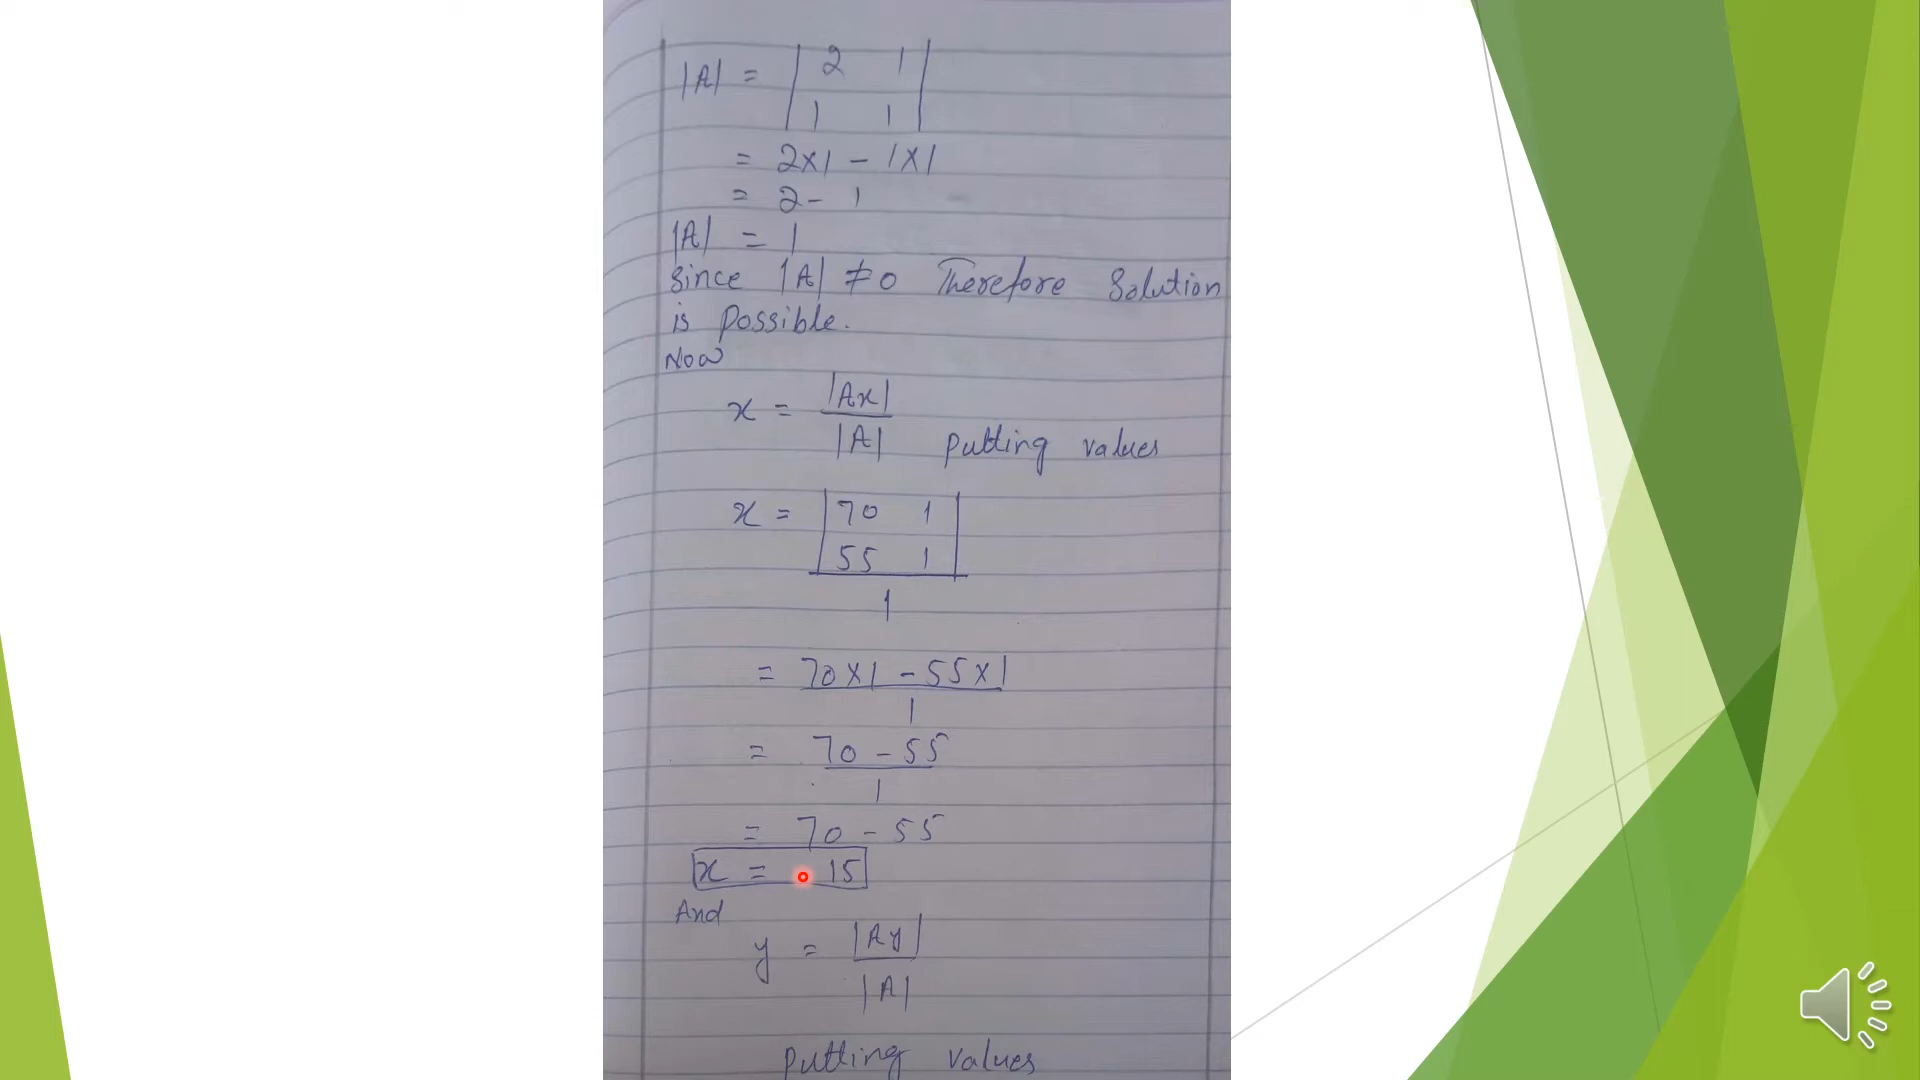 |A| = | 2 1 |
| 1 1 |
= 2×1 - 1×1
= 2 - 1
|A| = 1
Since |A| ≠ 0 Therefore Solution
is possible.
Now
x = |Ax|
|A| putting values
x = | 70 1 |
| 55 1 |
1
= 70×1 - 55×1
1
= 70 - 55
1
= 70 - 55
x = 15
And
y = |Ay|
|A|
putting values